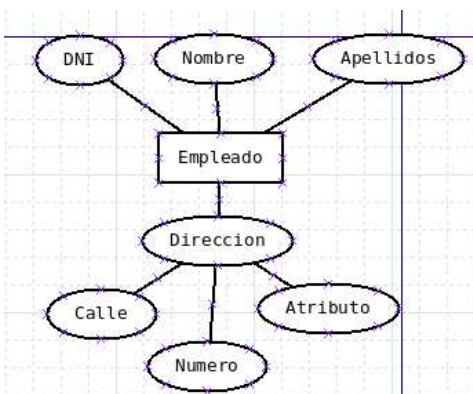 DNI
Nombre
Apellidos
Empleado
Direccion
Calle
Atributo
Numero